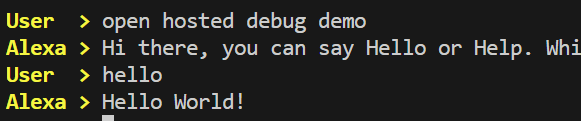 User > open hosted debug demo
Alexa > Hi there, you can say Hello or Help.
User > hello
Alexa > Hello World!